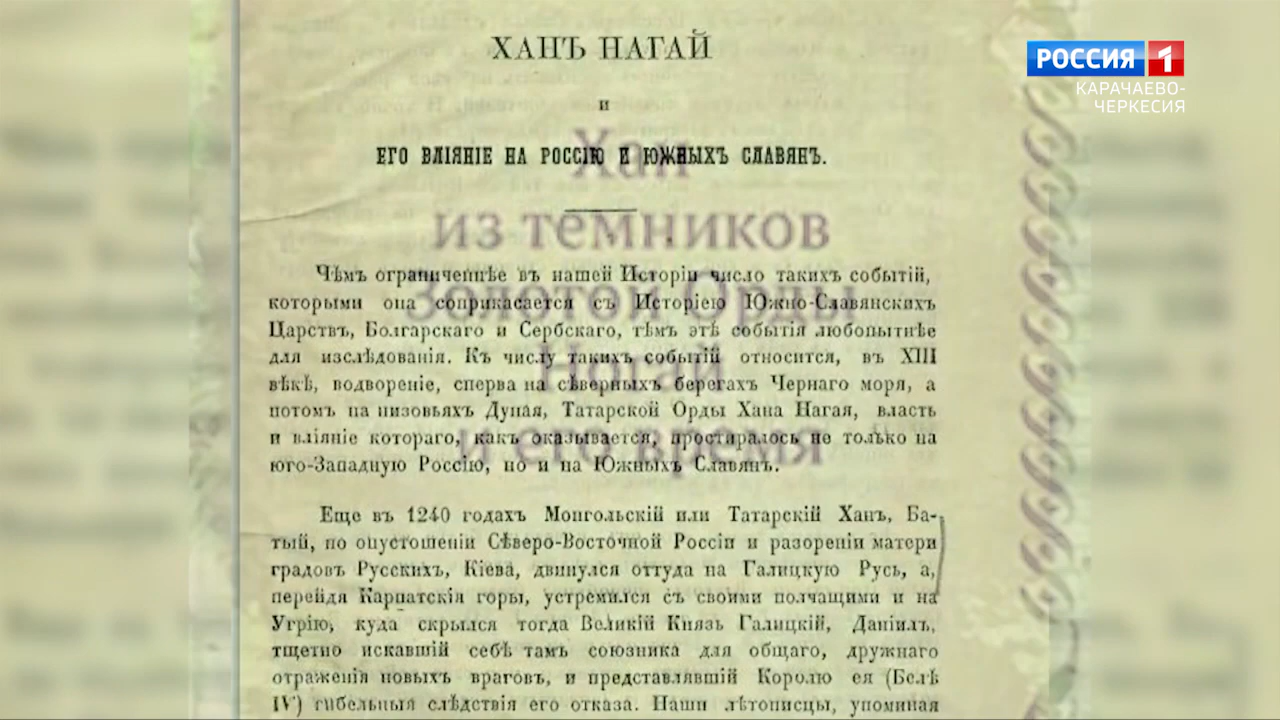 ХАНЪ НАГАЙ
И
ЕГО ВЛІЯНІЕ НА РОССІЮ И ЮЖНЫХЪ СЛАВЯН.
Чѣмъ ограниченнѣе въ нашей Исторіи число такихъ событій,
которыми она соприкасается съ Исторіею Южно-Славянскихъ
Царствъ, Болгарскаго и Сербскаго, тѣмъ этѣ событія любопытнѣе
для изслѣдованія. Къ числу такихъ событій относится, въ XIII
вѣкѣ, водвореніе, сперва на сѣверныхъ берегахъ Чернаго моря, а
потомъ на низовьяхъ Дуная, Татарской Орды Хана Нагая, власть
и вліяніе котораго, какъ оказывается, простиралось не только на
юго-Западную Россію, но и на Южныхъ Славянъ.
Еще въ 1240 годахъ Монгольскій или Татарскій Ханъ, Ба-
тый, по опустошеніи Сѣверо-Восточной Россіи и разореніи матери
градовъ Русскихъ, Кіева, двинулся оттуда на Галицкую Русь, а,
перейдя Карпатскія горы, устремился съ своими полчащими и на
Угрію, куда скрылся тогда Великій Князь Галицкій, Даніилъ,
тщетно искавшій себѣ тамъ союзника для общаго, дружнаго
отраженія новыхъ враговъ, и представлявшій Королю ея (Белѣ
IV) гибельныя слѣдствія его отказа. Наши лѣтописцы, упоминая
Хан
из темников
Золотой Орды
Ногай
и его время
РОССИЯ 1
КАРАЧАЕВО-
ЧЕРКЕСИЯ